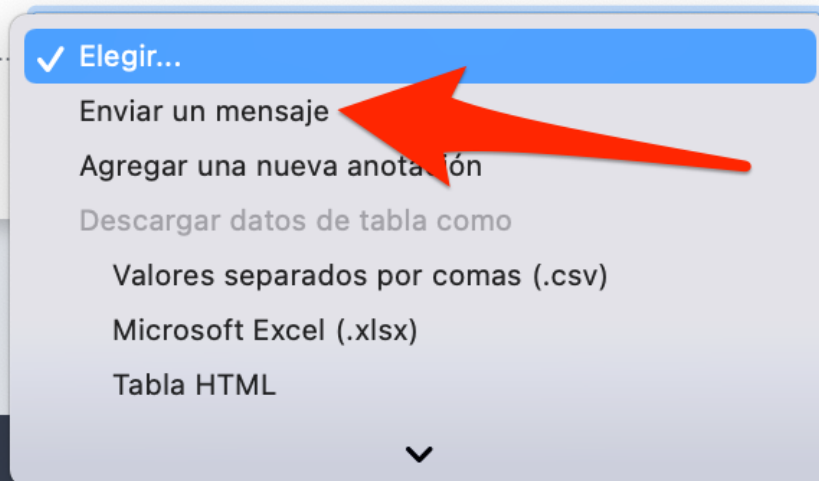 Elegir...
Enviar un mensaje
Agregar una nueva anotación
Descargar datos de tabla como
Valores separados por comas (.csv)
Microsoft Excel (.xlsx)
Tabla HTML